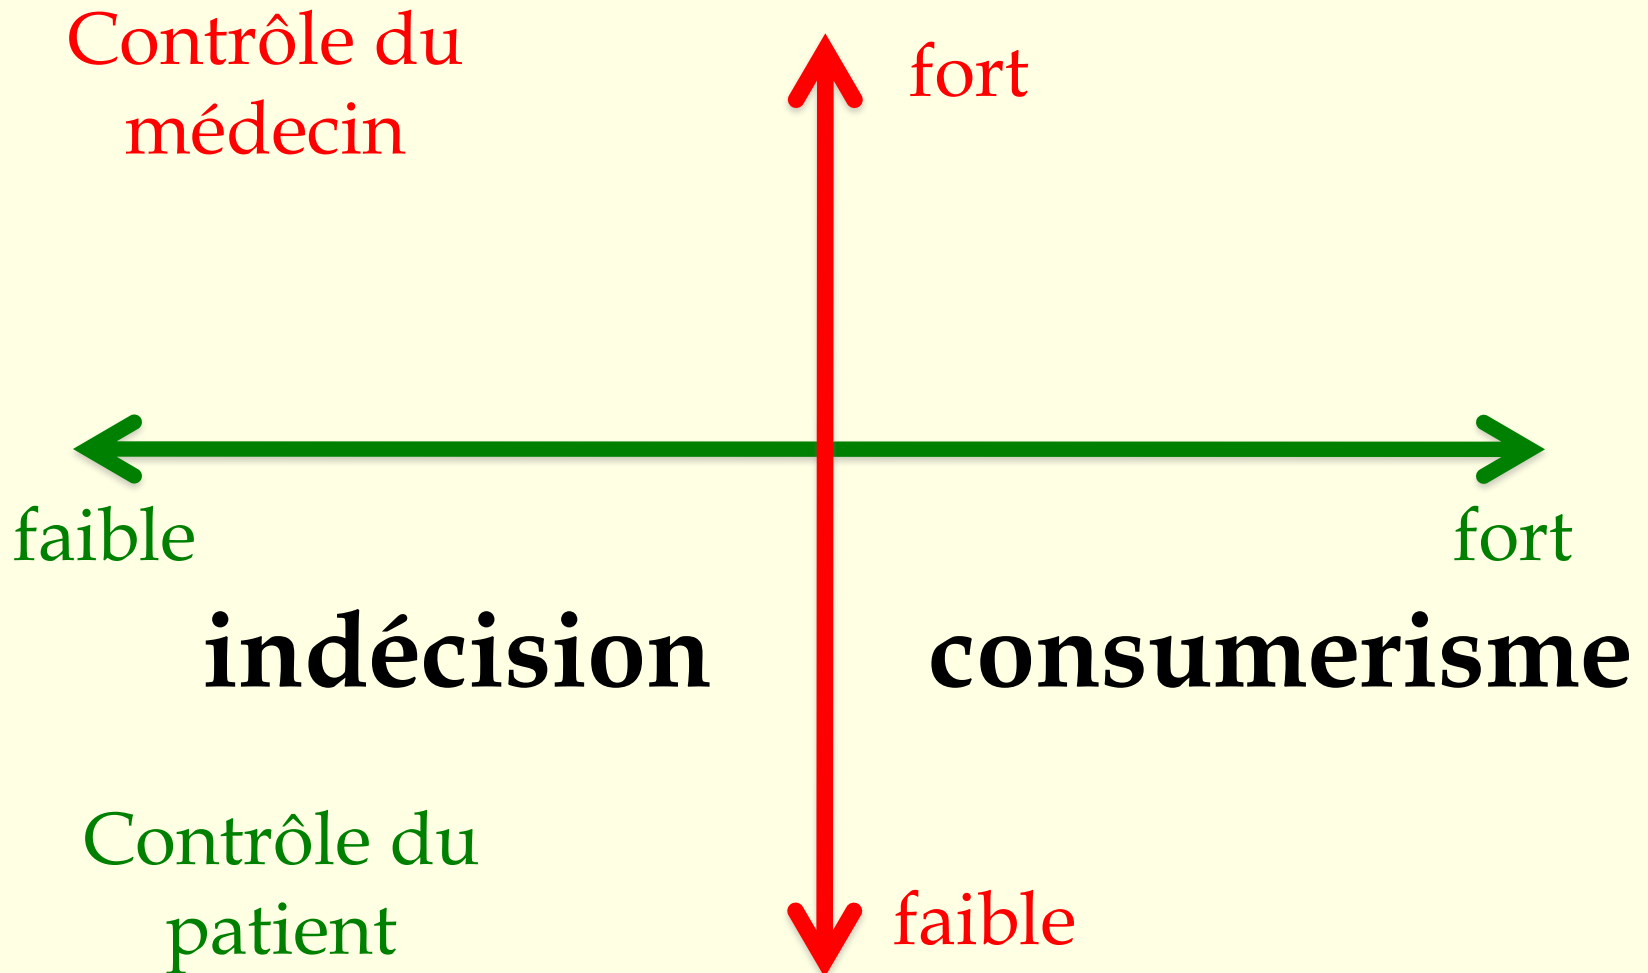 Contrôle du
médecin
fort
faible
fort
indécision
consumerisme
Contrôle du
patient
faible